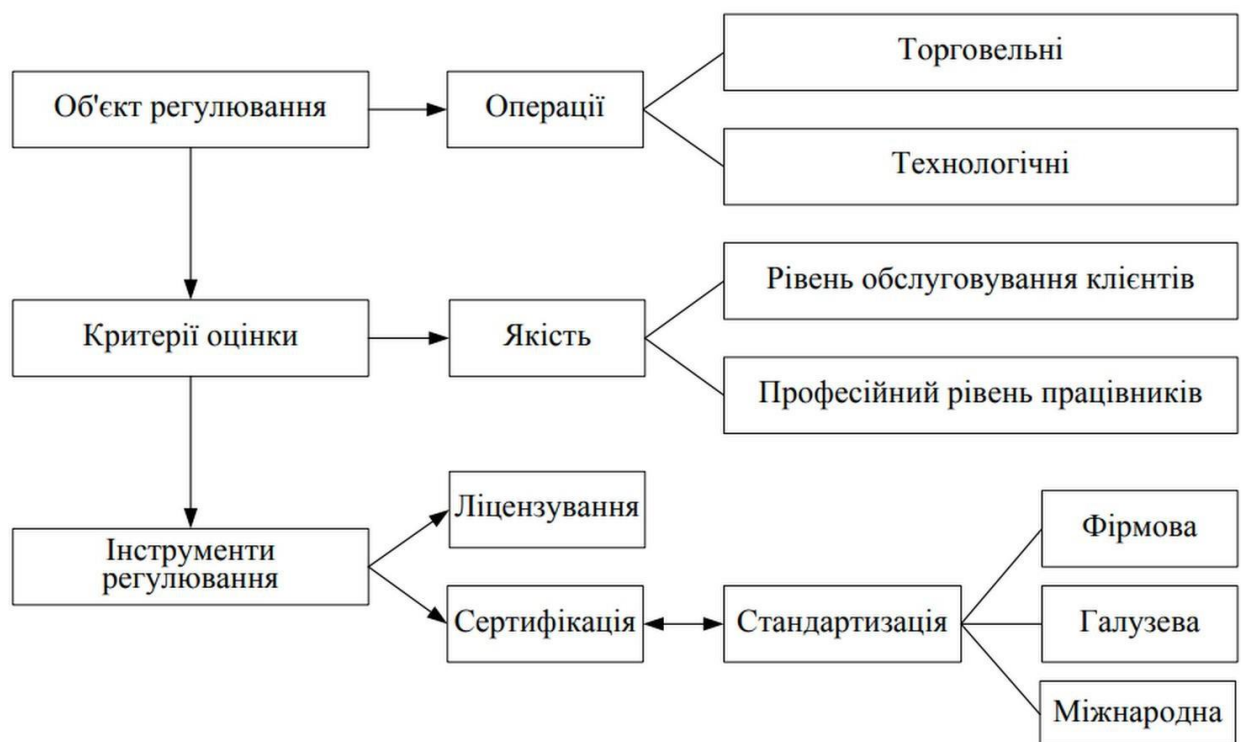 Об'єкт регулювання
Операції
Торговельні
Технологічні
Критерії оцінки
Якість
Рівень обслуговування клієнтів
Професійний рівень працівників
Інструменти
регулювання
Ліцензування
Сертифікація
Стандартизація
Фірмова
Галузева
Міжнародна